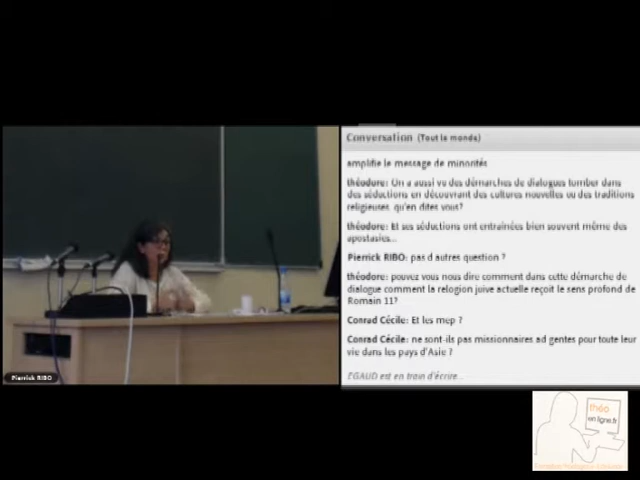 Conversation (Tout le monde)
amplifie le message de minorités
théodore: On a aussi vu des démarches de dialogues tomber dans
des séductions en découvrant des cultures nouvelles ou des traditions
religieuses. qu'en dites vous?
théodore: Et ses séductions ont entrainées bien souvent même des
apostasies...
Pierrick RIBO: pas d autres question ?
théodore: pouvez vous nous dire comment dans cette démarche de
dialogue comment la relogion juive actuelle reçoit le sens profond de
Romain 11?
Conrad Cécile: Et les mep ?
Conrad Cécile: ne sont-ils pas missionnaires ad gentes pour toute leur
vie dans les pays d'Asie ?
EGAUD est en train d'écrire...
Pierrick RIBO
théo
en ligne.fr